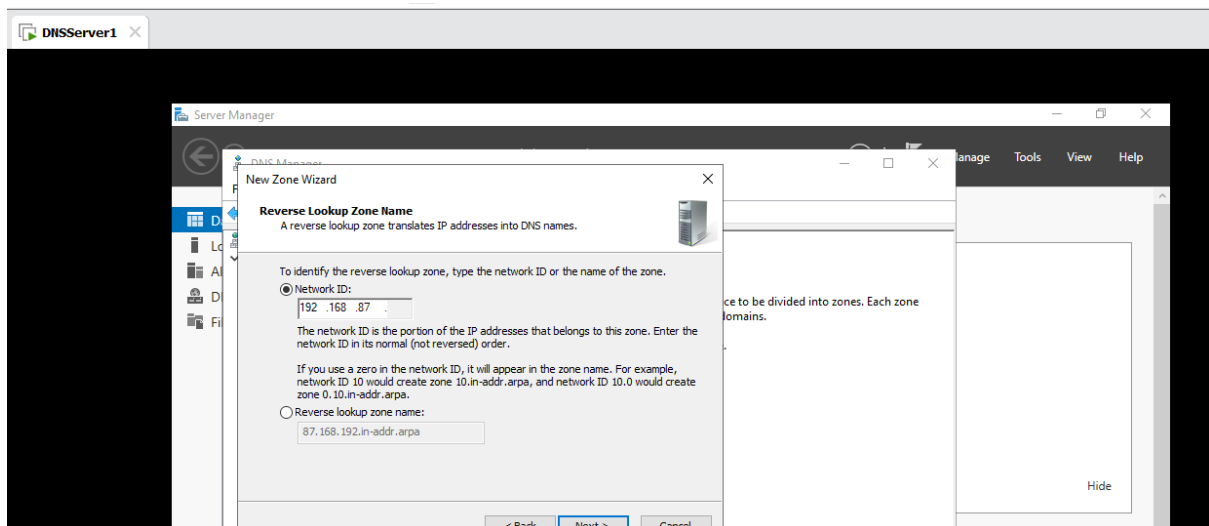 DNSServer1
Server Manager
DNS Manager
Manage Tools View Help
New Zone Wizard
Reverse Lookup Zone Name
A reverse lookup zone translates IP addresses into DNS names.
To identify the reverse lookup zone, type the network ID or the name of the zone.
Network ID:
192 .168 .87 .
The network ID is the portion of the IP addresses that belongs to this zone. Enter the
network ID in its normal (not reversed) order.
If you use a zero in the network ID, it will appear in the zone name. For example,
network ID 10 would create zone 10.in-addr.arpa, and network ID 10.0 would create
zone 0.10.in-addr.arpa.
Reverse lookup zone name:
87.168.192.in-addr.arpa
< Back Next > Cancel
ce to be divided into zones. Each zone
domains.
Hide